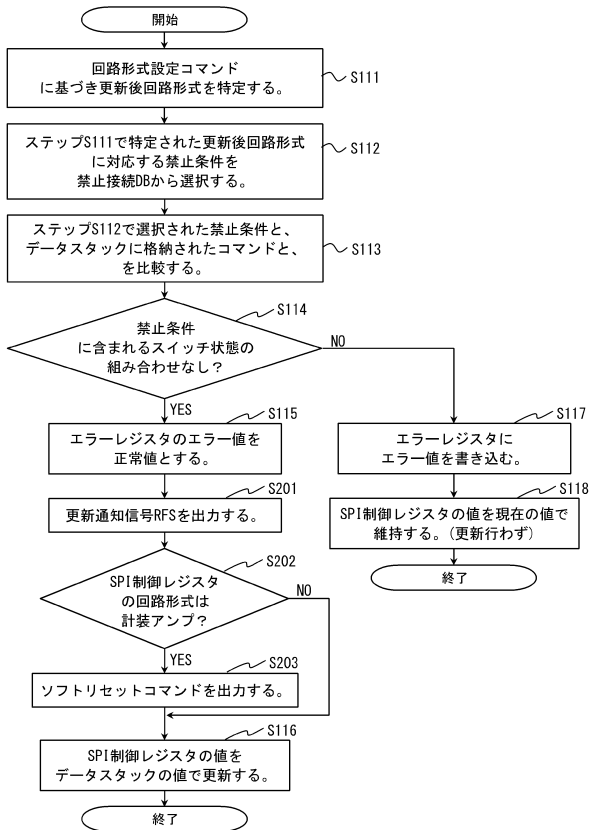 開始
回路形式設定コマンド
に基づき更新後回路形式を特定する。
S111
ステップS111で特定された更新後回路形式
に対応する禁止条件を
禁止接続DBから選択する。
S112
ステップS112で選択された禁止条件と、
データスタックに格納されたコマンドと、
を比較する。
S113
S114
禁止条件
に含まれるスイッチ状態の
組み合わせなし？
NO
YES
S115
エラーレジスタのエラー値を
正常値とする。
S117
エラーレジスタに
エラー値を書き込む。
S201
更新通知信号RFSを出力する。
S118
SPI制御レジスタの値を現在の値で
維持する。(更新行わず)
終了
S202
SPI制御レジスタ
の回路形式は
計装アンプ？
NO
YES
S203
ソフトリセットコマンドを出力する。
S116
SPI制御レジスタの値を
データスタックの値で更新する。
終了